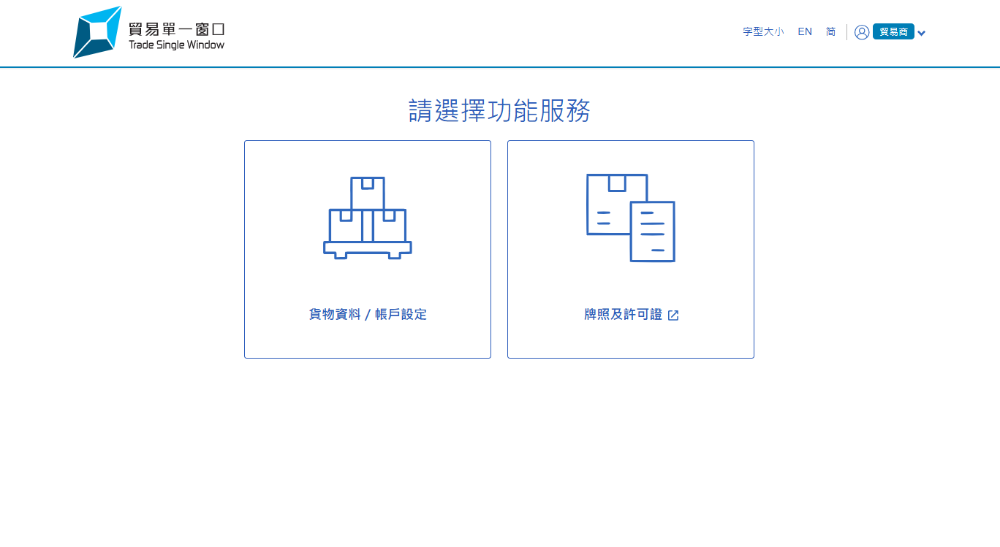 貿易單一窗口
Trade Single Window
字型大小 EN 简 貿易商
請選擇功能服務
貨物資料 / 帳戶設定
牌照及許可證